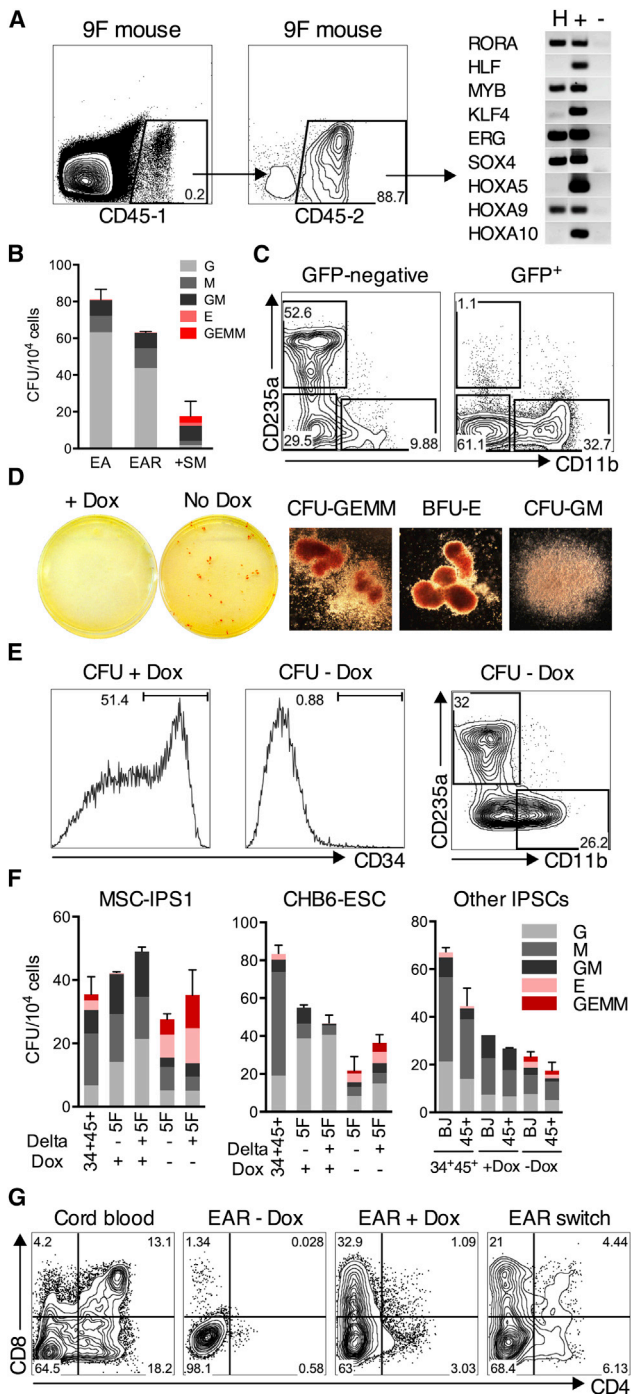 A
9F mouse
9F mouse
H + -
RORA
HLF
MYB
KLF4
ERG
SOX4
HOXA5
HOXA9
HOXA10
0.2
88.7
CD45-1
CD45-2
B
CFU/10⁴ cells
100
80
60
40
20
0
G
M
GM
E
GEMM
EA
EAR
+SM
C
GFP-negative
GFP⁺
CD235a
52.6
29.5
9.88
1.1
61.1
32.7
CD11b
D
+ Dox
No Dox
CFU-GEMM
BFU-E
CFU-GM
E
CFU + Dox
CFU - Dox
CFU - Dox
51.4
0.88
CD34
CD235a
32
26.2
CD11b
F
MSC-IPS1
CHB6-ESC
Other IPSCs
CFU/10⁴ cells
60
40
20
0
100
80
60
40
20
0
80
60
40
20
0
G
M
GM
E
GEMM
34+45+ 5F 5F 5F 5F
Delta - + - +
Dox + + - -
34+45+ 5F 5F 5F 5F
Delta - + - +
Dox + + - -
BJ 45+ BJ 45+ BJ 45+
34⁺45⁺ +Dox -Dox
G
Cord blood
EAR - Dox
EAR + Dox
EAR switch
CD8
4.2 13.1
64.5 18.2
1.34 0.028
98.1 0.58
32.9 1.09
63 3.03
21 4.44
68.4 6.13
CD4